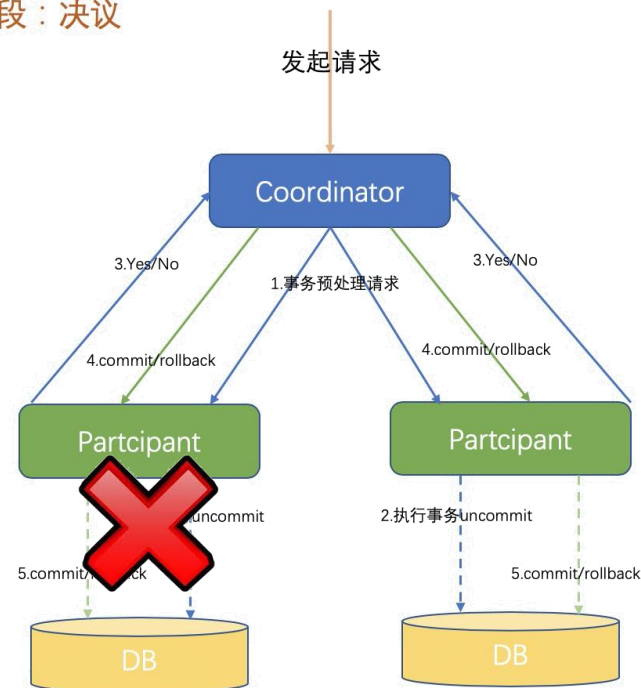 段：决议
发起请求
Coordinator
3.Yes/No
3.Yes/No
1.事务预处理请求
4.commit/rollback
4.commit/rollback
Partcipant
Partcipant
uncommit
2.执行事务uncommit
5.commit/
ck
5.commit/rollback
DB
DB